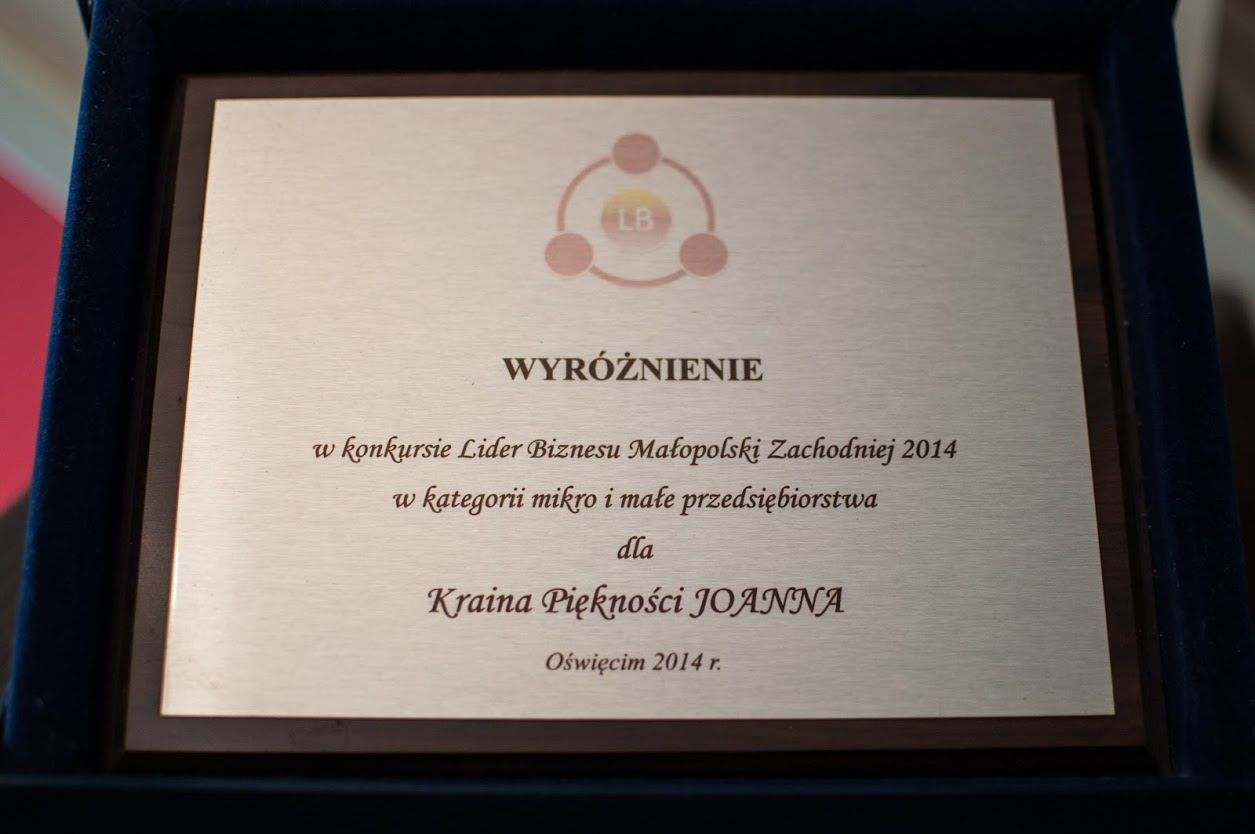 LB
WYRÓŻNIENIE
w konkursie Lider Biznesu Małopolski Zachodniej 2014
w kategorii mikro i małe przedsiębiorstwa
dla
Kraina Piękności JOANNA
Oświęcim 2014 r.